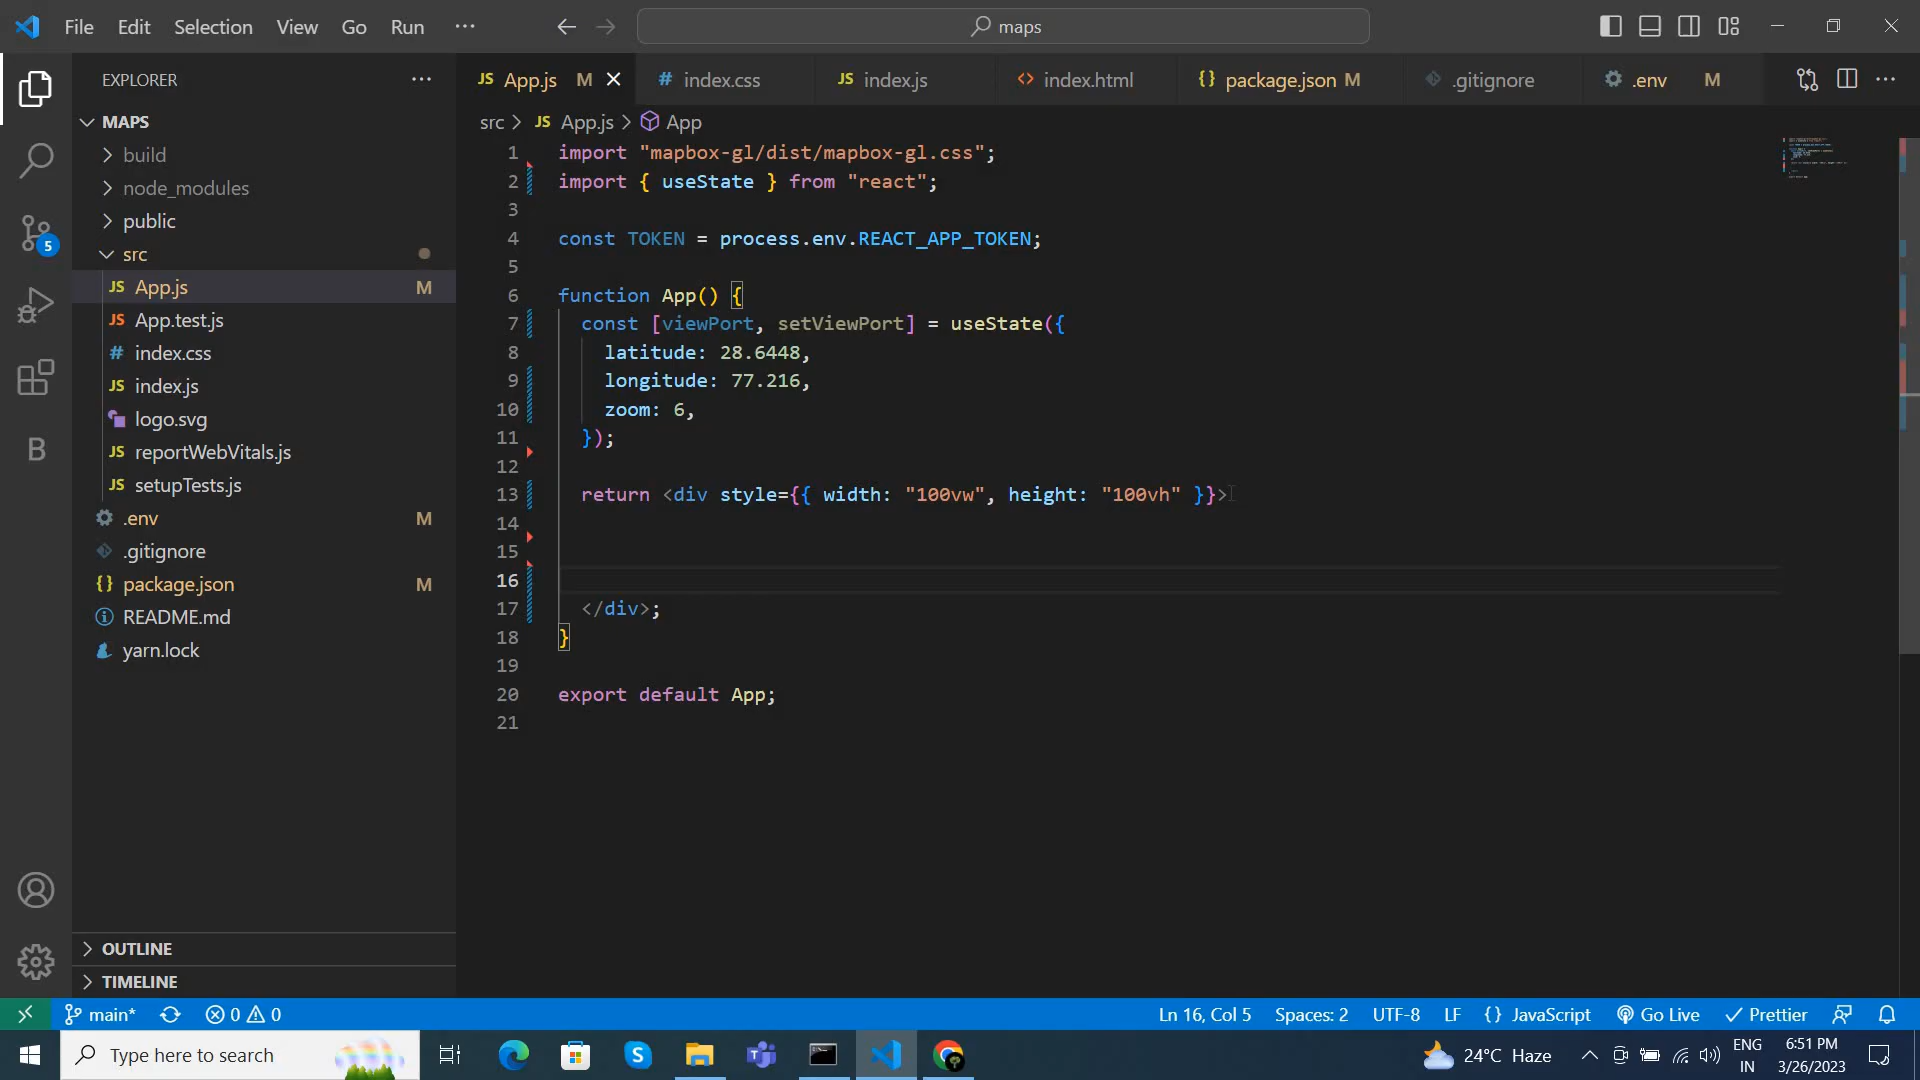 File Edit Selection View Go Run ··· maps
EXPLORER ···
App.js M
index.css
index.js
index.html
package.json M
.gitignore
.env M
MAPS
build
node_modules
public
src
JS App.js M
JS App.test.js
# index.css
JS index.js
logo.svg
JS reportWebVitals.js
JS setupTests.js
.env M
.gitignore
{} package.json M
README.md
yarn.lock
OUTLINE
TIMELINE
5
B
src > JS App.js > App
1 import "mapbox-gl/dist/mapbox-gl.css";
2 import { useState } from "react";
3
4 const TOKEN = process.env.REACT_APP_TOKEN;
5
6 function App() {
7 const [viewPort, setViewPort] = useState({
8 latitude: 28.6448,
9 longitude: 77.216,
10 zoom: 6,
11 });
12
13 return <div style={{ width: "100vw", height: "100vh" }}>
14
15
16
17 </div>;
18 }
19
20 export default App;
21
main* 0 0 Ln 16, Col 5 Spaces: 2 UTF-8 LF {} JavaScript Go Live Prettier
Type here to search 24°C Haze ENG IN 6:51 PM 3/26/2023